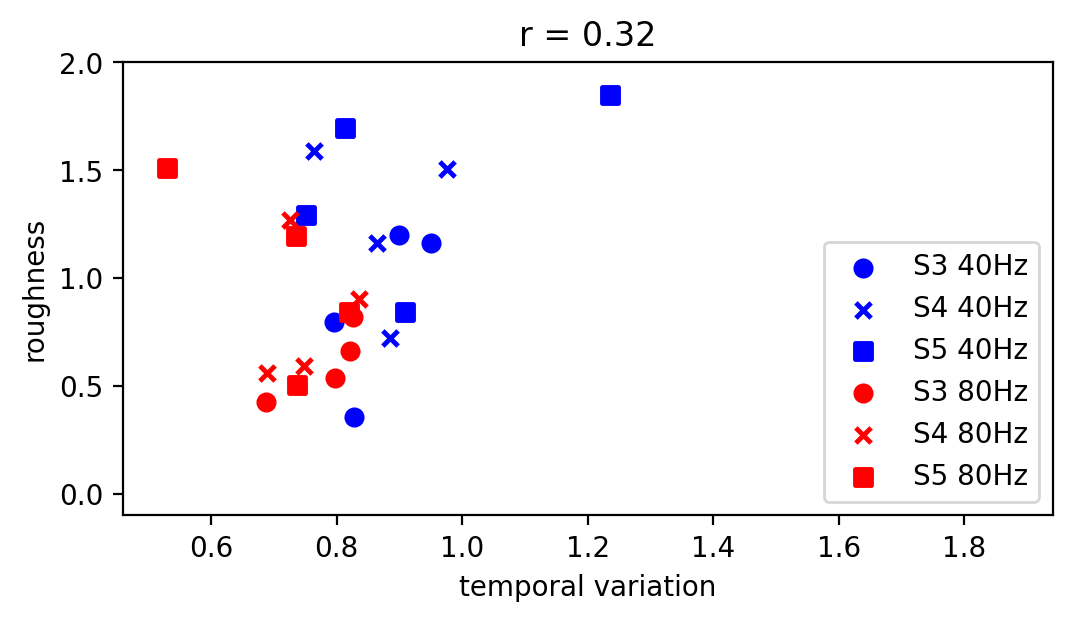 r = 0.32
2.0
1.5
1.0
0.5
0.0
roughness
S3 40Hz
S4 40Hz
S5 40Hz
S3 80Hz
S4 80Hz
S5 80Hz
0.6 0.8 1.0 1.2 1.4 1.6 1.8
temporal variation